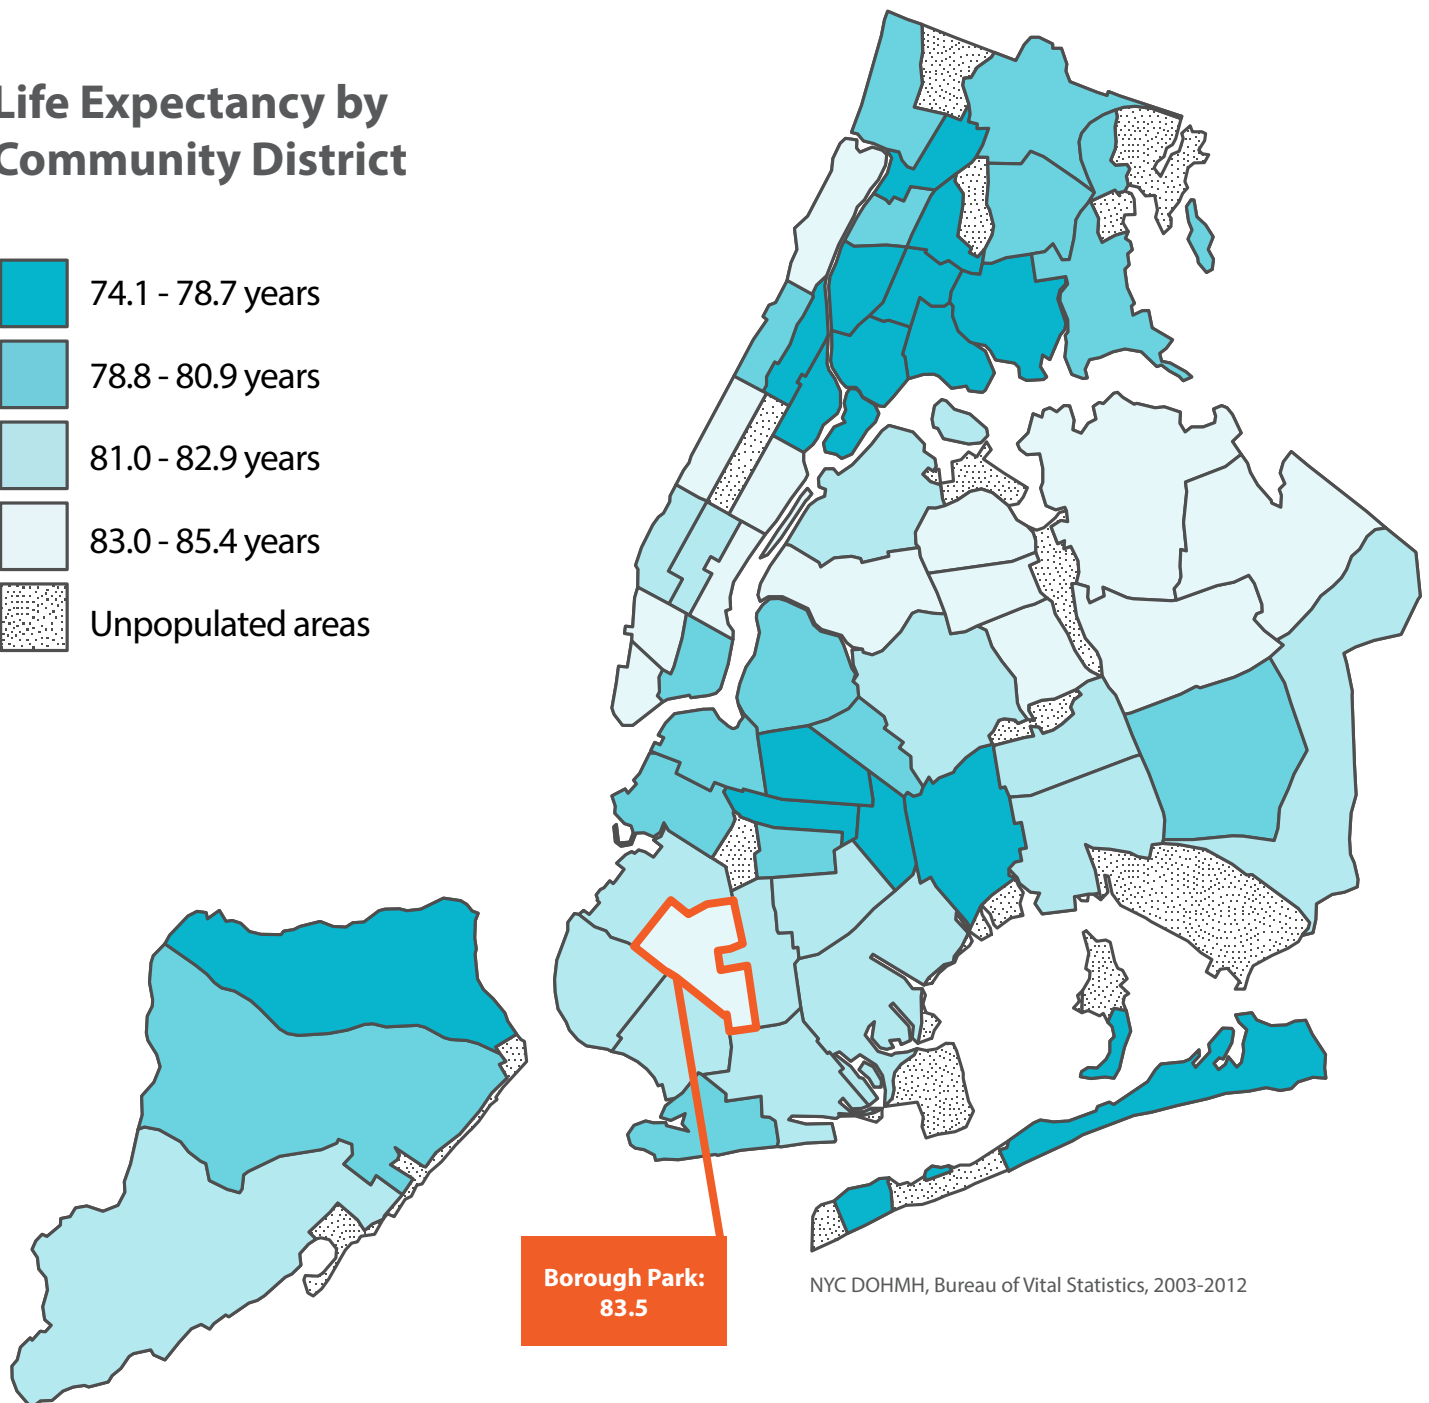 Life Expectancy by
Community District
74.1 - 78.7 years
78.8 - 80.9 years
81.0 - 82.9 years
83.0 - 85.4 years
Unpopulated areas
Borough Park:
83.5
NYC DOHMH, Bureau of Vital Statistics, 2003-2012